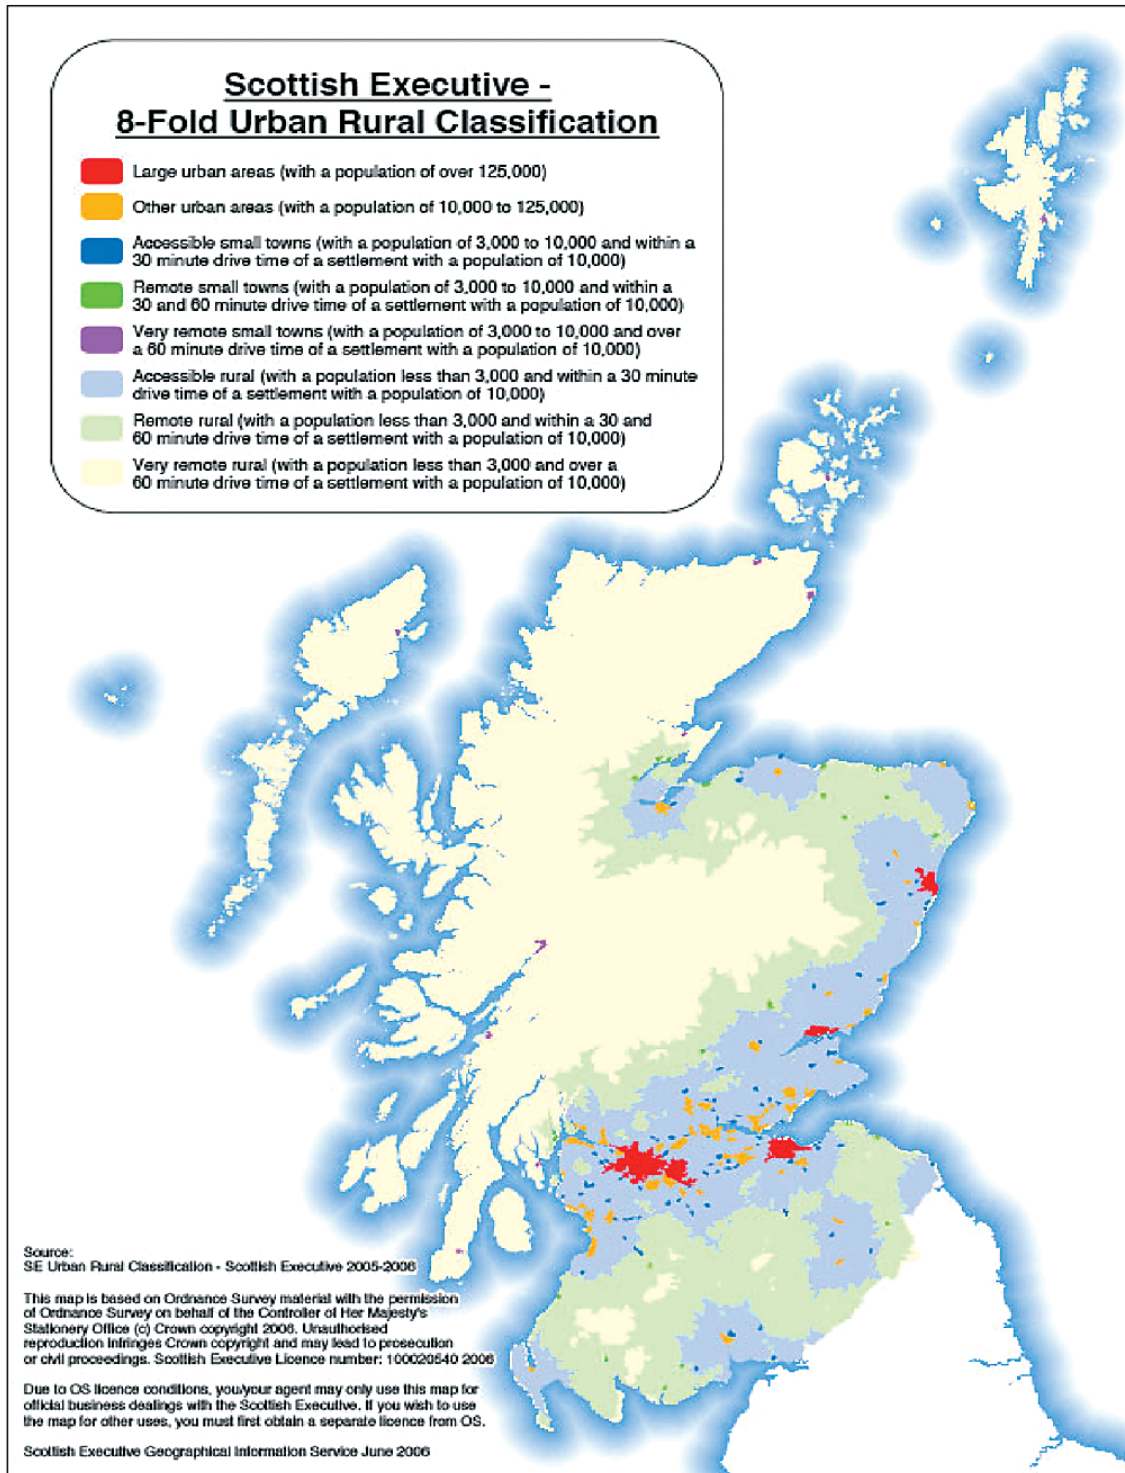 Scottish Executive -
8-Fold Urban Rural Classification
Large urban areas (with a population of over 125,000)
Other urban areas (with a population of 10,000 to 125,000)
Accessible small towns (with a population of 3,000 to 10,000 and within a
30 minute drive time of a settlement with a population of 10,000)
Remote small towns (with a population of 3,000 to 10,000 and within a
30 and 60 minute drive time of a settlement with a population of 10,000)
Very remote small towns (with a population of 3,000 to 10,000 and over
a 60 minute drive time of a settlement with a population of 10,000)
Accessible rural (with a population less than 3,000 and within a 30 minute
drive time of a settlement with a population of 10,000)
Remote rural (with a population less than 3,000 and within a 30 and
60 minute drive time of a settlement with a population of 10,000)
Very remote rural (with a population less than 3,000 and over a
60 minute drive time of a settlement with a population of 10,000)
Source:
SE Urban Rural Classification - Scottish Executive 2005-2006
This map is based on Ordnance Survey material with the permission
of Ordnance Survey on behalf of the Controller of Her Majesty's
Stationery Office (c) Crown copyright 2006. Unauthorised
reproduction infringes Crown copyright and may lead to prosecution
or civil proceedings. Scottish Executive Licence number: 100020540 2006
Due to OS licence conditions, you/your agent may only use this map for
official business dealings with the Scottish Executive. If you wish to use
the map for other uses, you must first obtain a separate licence from OS.
Scottish Executive Geographical Information Service June 2006